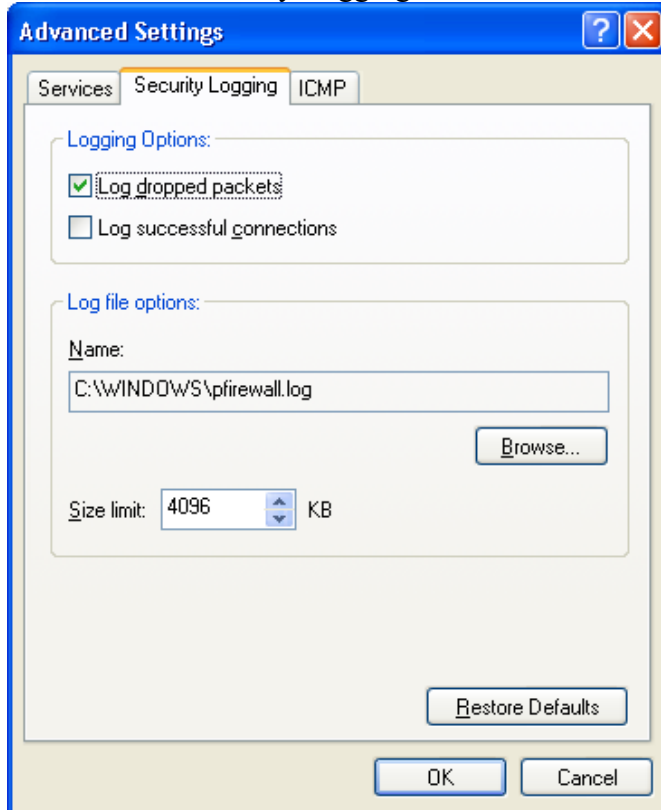 Advanced Settings
Services Security Logging ICMP
Logging Options:
Log dropped packets
Log successful connections
Log file options:
Name:
C:\WINDOWS\pfirewall.log
Browse...
Size limit: 4096 KB
Restore Defaults
OK Cancel